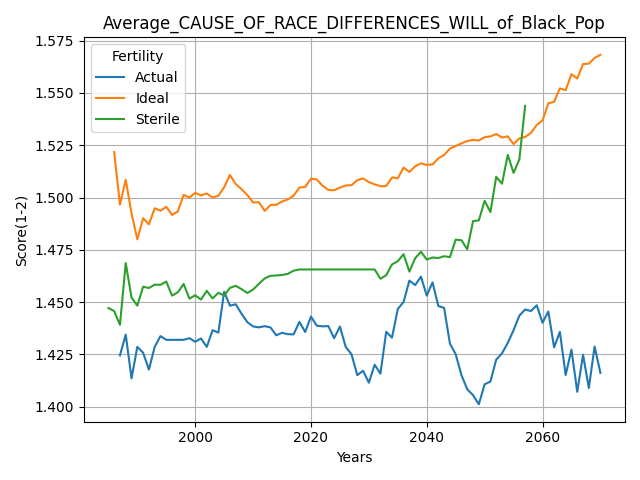 Average_CAUSE_OF_RACE_DIFFERENCES_WILL_of_Black_Pop
1.575
1.550
1.525
1.500
1.475
1.450
1.425
1.400
Score(1-2)
Fertility
Actual
Ideal
Sterile
2000
2020
2040
2060
Years